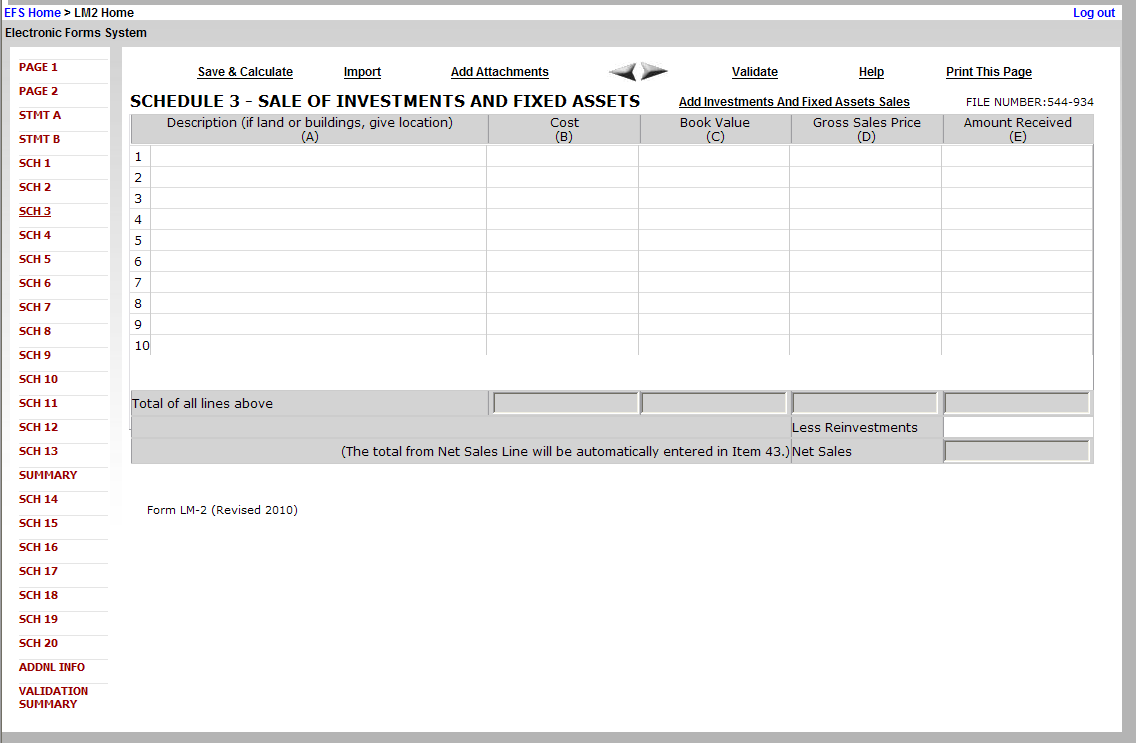 EFS Home > LM2 Home
Log out
Electronic Forms System
PAGE 1
PAGE 2
STMT A
STMT B
SCH 1
SCH 2
SCH 3
SCH 4
SCH 5
SCH 6
SCH 7
SCH 8
SCH 9
SCH 10
SCH 11
SCH 12
SCH 13
SUMMARY
SCH 14
SCH 15
SCH 16
SCH 17
SCH 18
SCH 19
SCH 20
ADDNL INFO
VALIDATION
SUMMARY
Save & Calculate Import Add Attachments Validate Help Print This Page
SCHEDULE 3 - SALE OF INVESTMENTS AND FIXED ASSETS Add Investments And Fixed Assets Sales FILE NUMBER:544-934
Description (if land or buildings, give location) Cost Book Value Gross Sales Price Amount Received
(A) (B) (C) (D) (E)
1
2
3
4
5
6
7
8
9
10
Total of all lines above
Less Reinvestments
(The total from Net Sales Line will be automatically entered in Item 43.) Net Sales
Form LM-2 (Revised 2010)